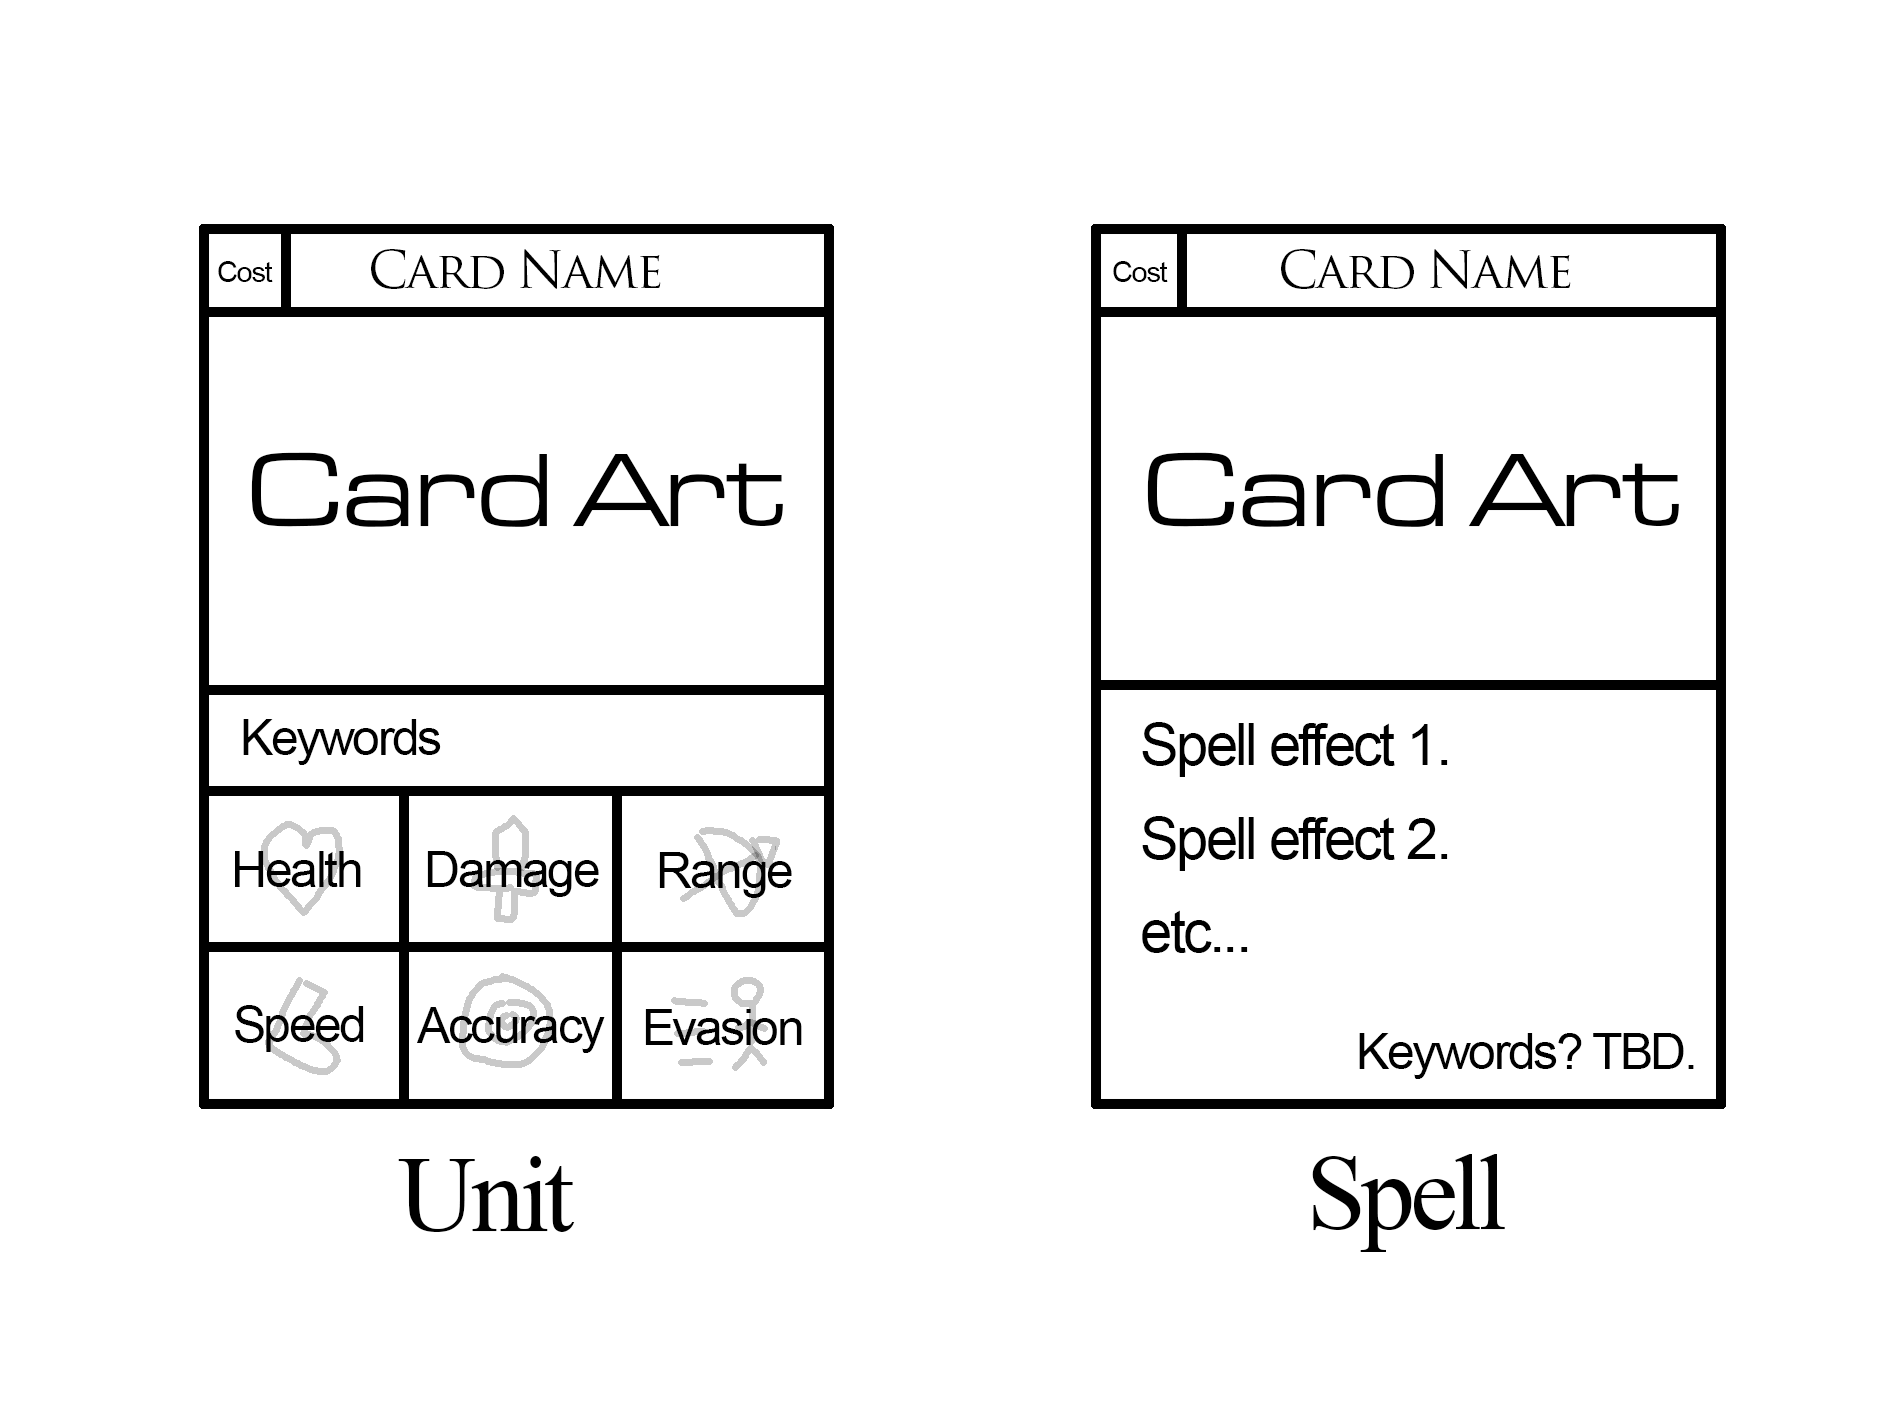 Cost
CARD NAME
Card Art
Keywords
Health
Damage
Range
Speed
Accuracy
Evasion
Unit
Cost
CARD NAME
Card Art
Spell effect 1.
Spell effect 2.
etc...
Keywords? TBD.
Spell